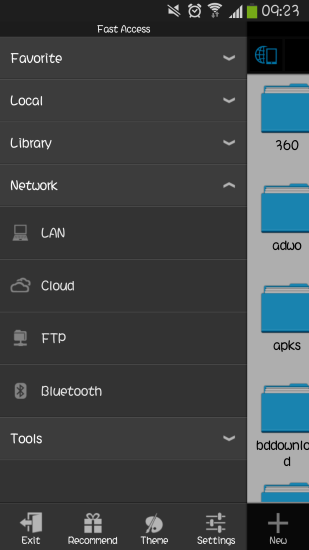 09:23
Fast Access
Favorite
Local
Library
Network
LAN
Cloud
FTP
Bluetooth
Tools
Exit
Recommend
Theme
Settings
360
adwo
apks
bddownloa
d
New